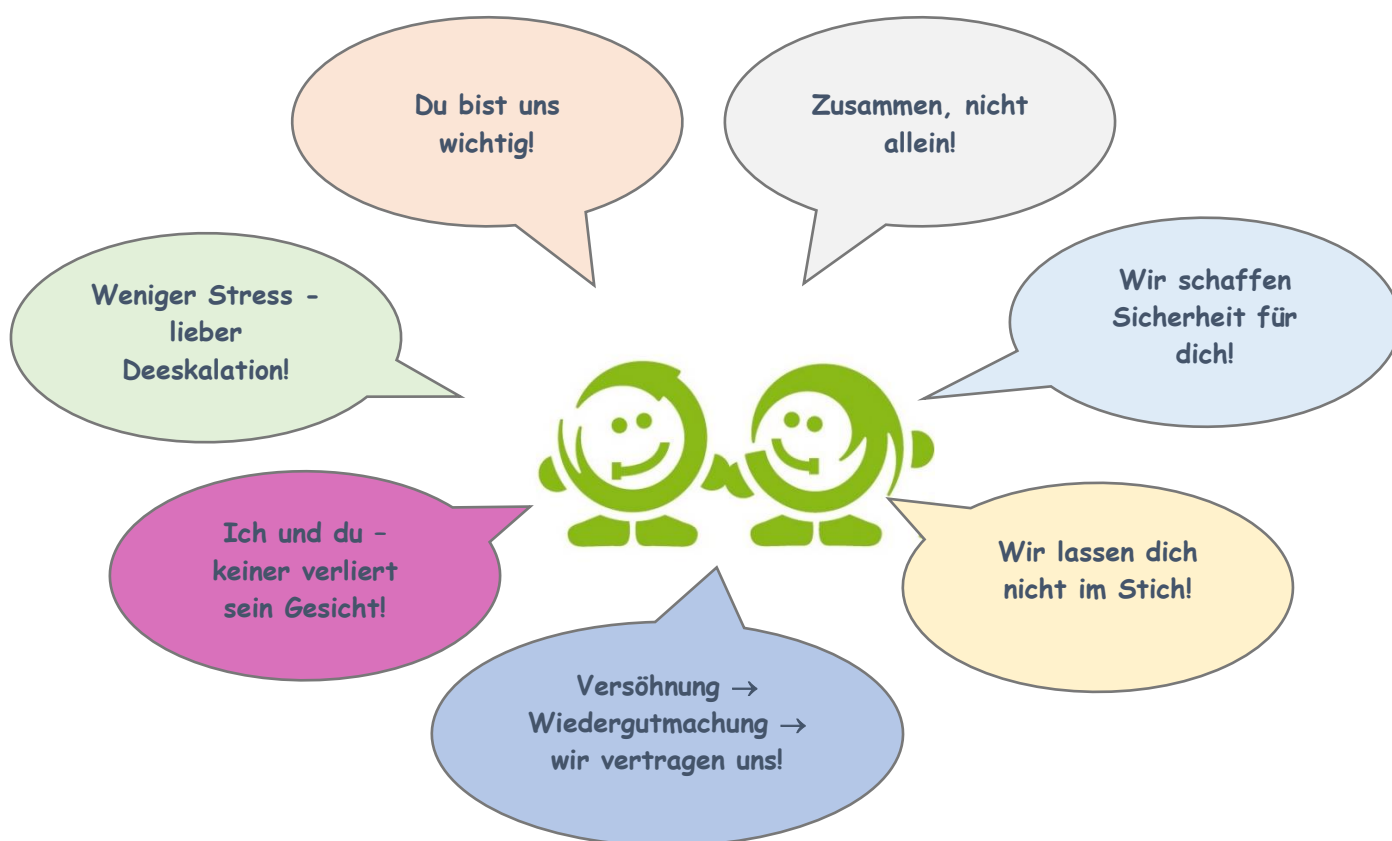 Du bist uns
wichtig!
Zusammen, nicht
allein!
Weniger Stress -
lieber
Deeskalation!
Wir schaffen
Sicherheit für
dich!
Ich und du –
keiner verliert
sein Gesicht!
Wir lassen dich
nicht im Stich!
Versöhnung →
Wiedergutmachung →
wir vertragen uns!